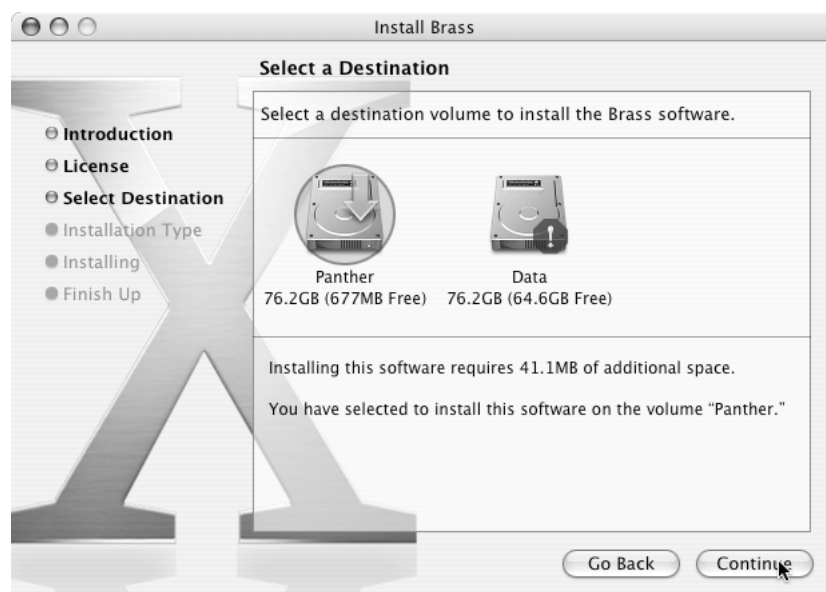 Install Brass
Select a Destination
Introduction
License
Select Destination
Installation Type
Installing
Finish Up
Select a destination volume to install the Brass software.
Panther
76.2GB (677MB Free)
Data
76.2GB (64.6GB Free)
Installing this software requires 41.1MB of additional space.
You have selected to install this software on the volume “Panther.”
Go Back
Continue